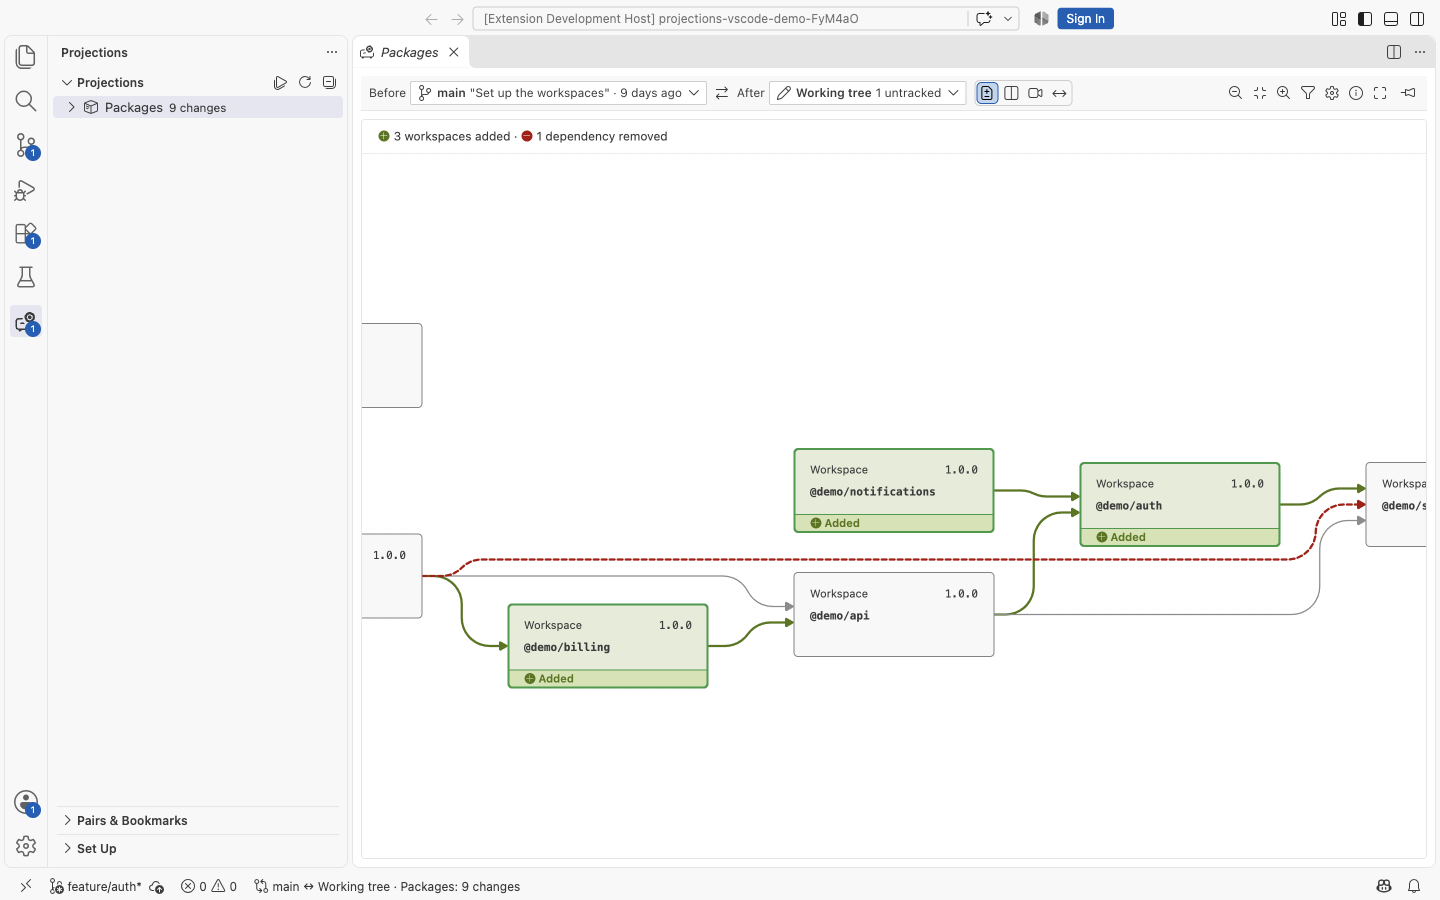 [Extension Development Host] projections-vscode-demo-FyM4aO
Sign In
Projections
Packages
Projections
Packages 9 changes
Before
main "Set up the workspaces" · 9 days ago
After
Working tree 1 untracked
3 workspaces added · 1 dependency removed
1
1
1
Workspace 1.0.0
@demo/notifications
Added
Workspace 1.0.0
@demo/auth
Added
1.0.0
Workspace 1.0.0
@demo/api
Workspace 1.0.0
@demo/billing
Added
1
Pairs & Bookmarks
Set Up
feature/auth*
0
0
main ↔ Working tree · Packages: 9 changes